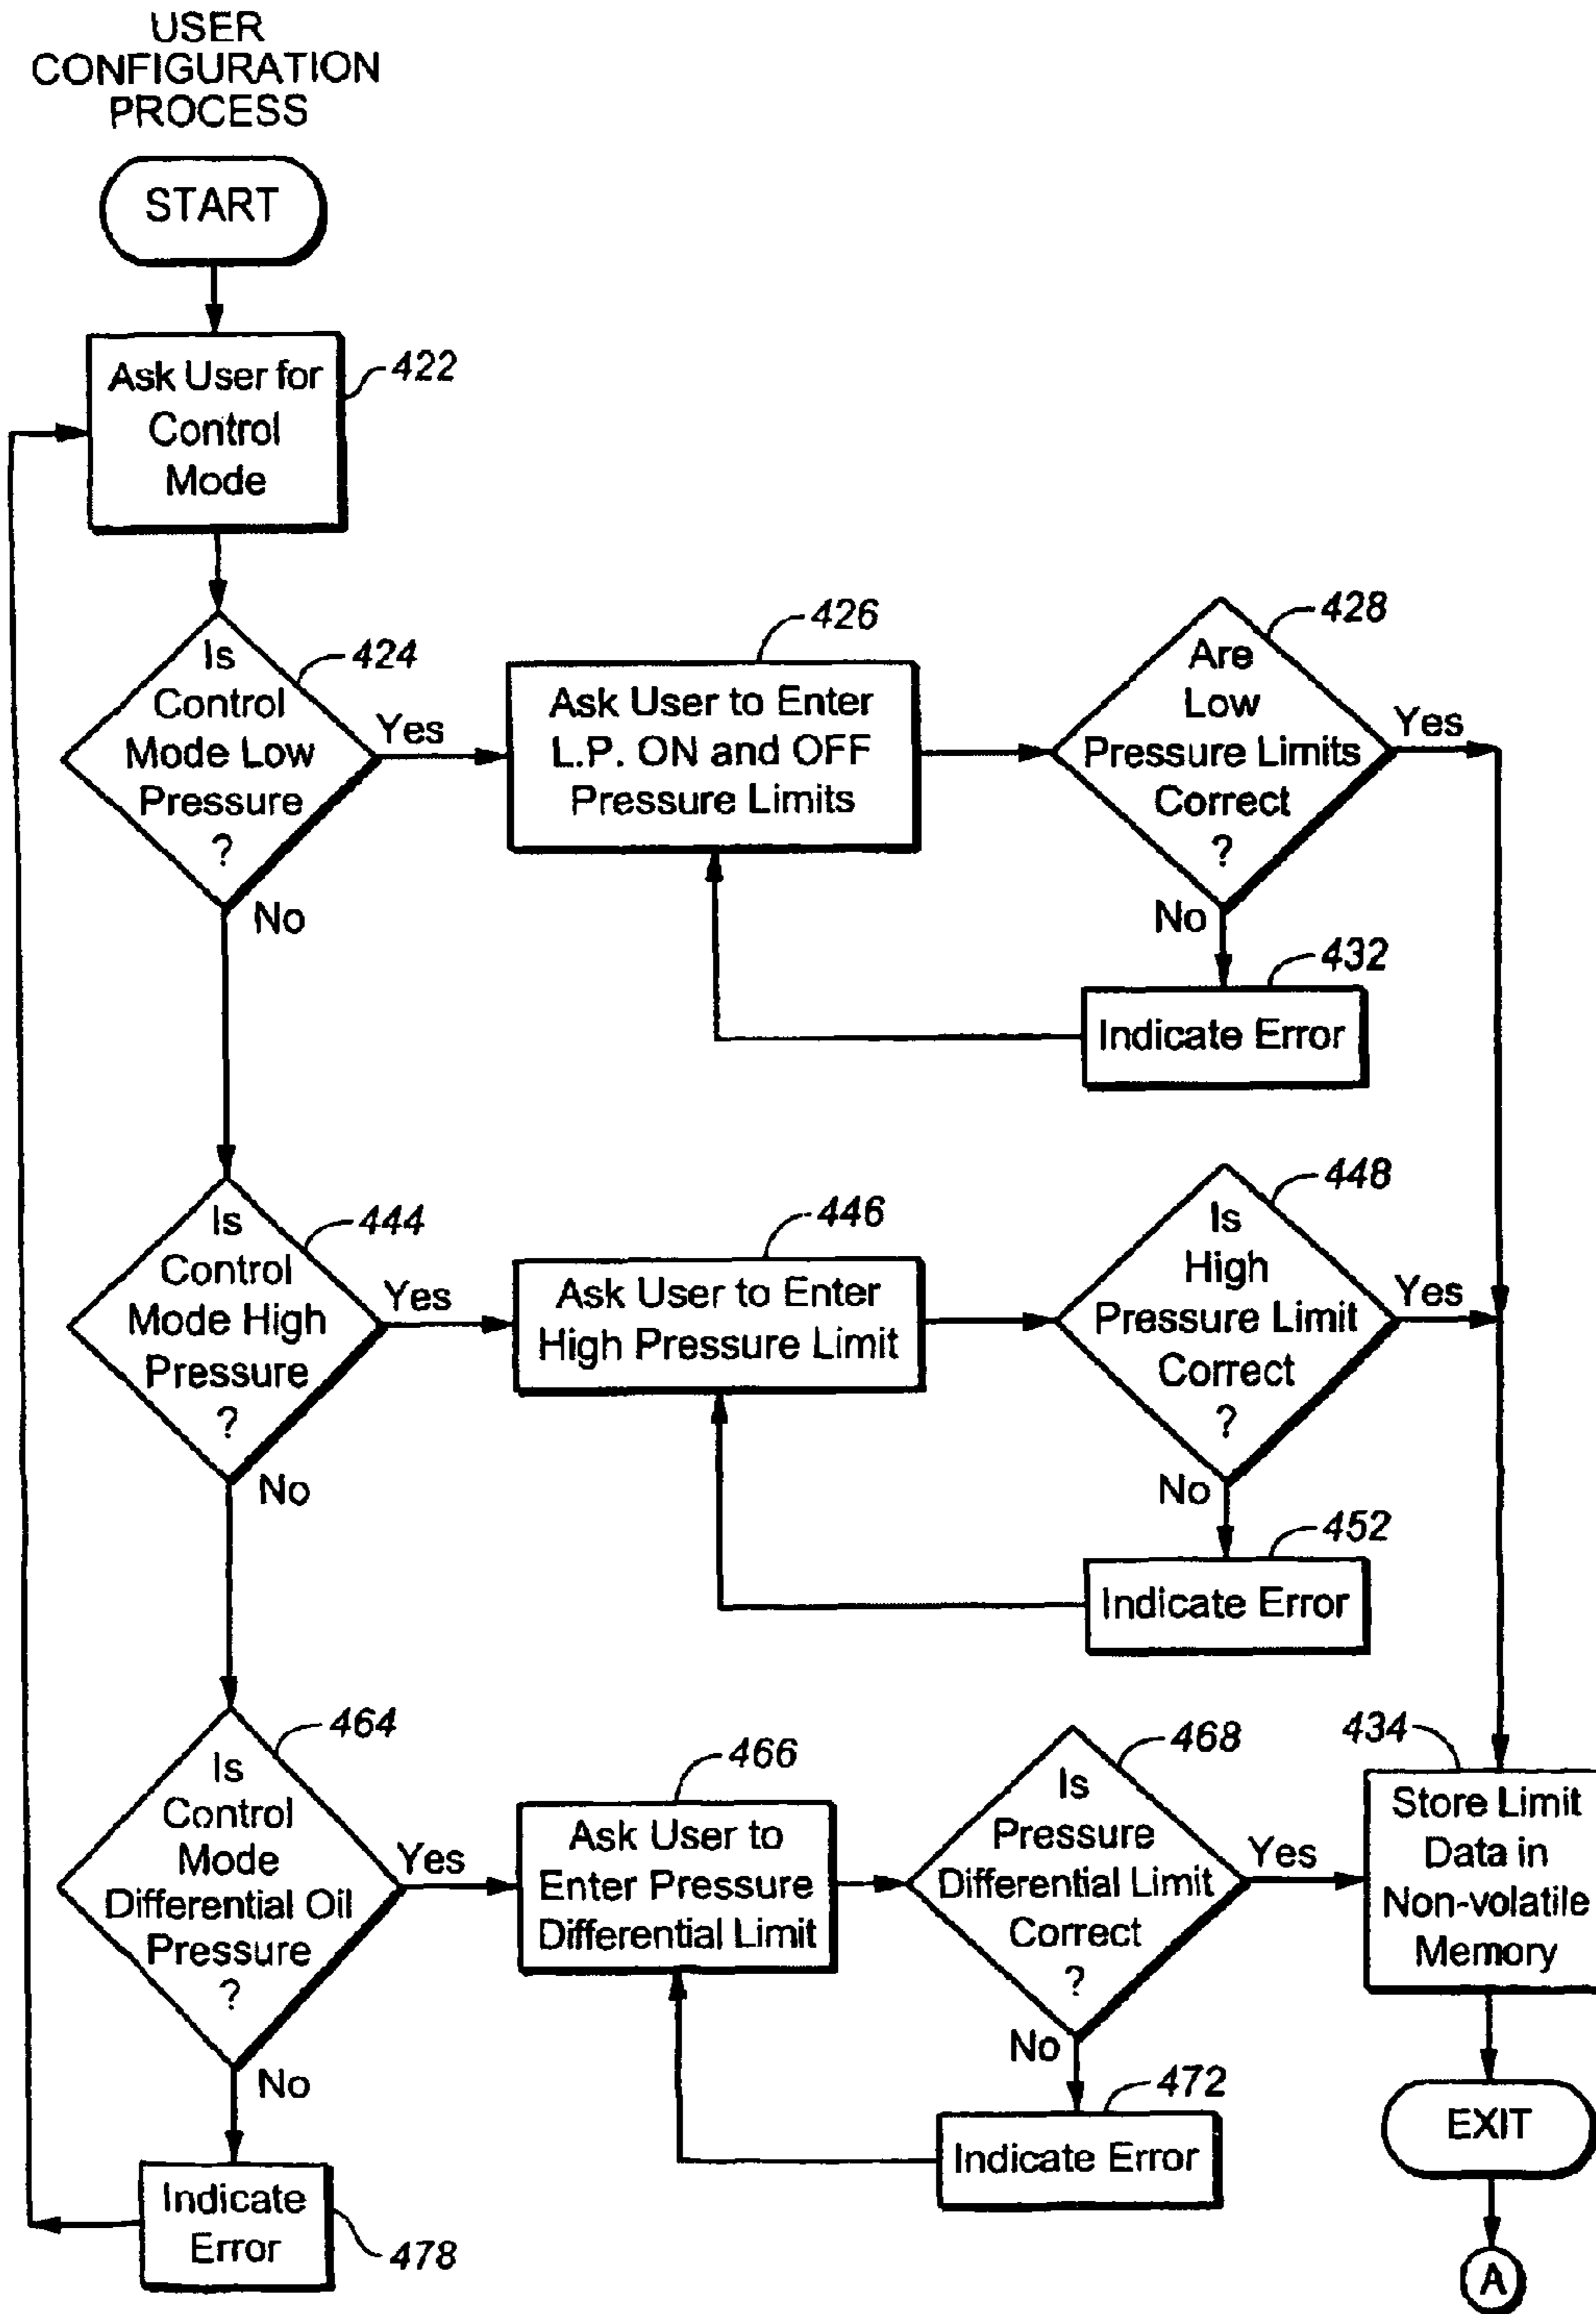 USER
CONFIGURATION
PROCESS
START
Ask User for
Control
Mode
422
Is
Control
Mode Low
Pressure
?
424
Yes
No
Ask User to Enter
L.P. ON and OFF
Pressure Limits
426
Are
Low
Pressure Limits
Correct
?
428
Yes
No
Indicate Error
432
Is
Control
Mode High
Pressure
?
444
Yes
No
Ask User to Enter
High Pressure Limit
446
Is
High
Pressure Limit
Correct
?
448
Yes
No
Indicate Error
452
Is
Control
Mode
Differential Oil
Pressure
?
464
Yes
No
Ask User to
Enter Pressure
Differential Limit
466
Is
Pressure
Differential Limit
Correct
?
468
Yes
No
Indicate Error
472
434
Store Limit
Data in
Non-volatile
Memory
EXIT
A
Indicate
Error
478